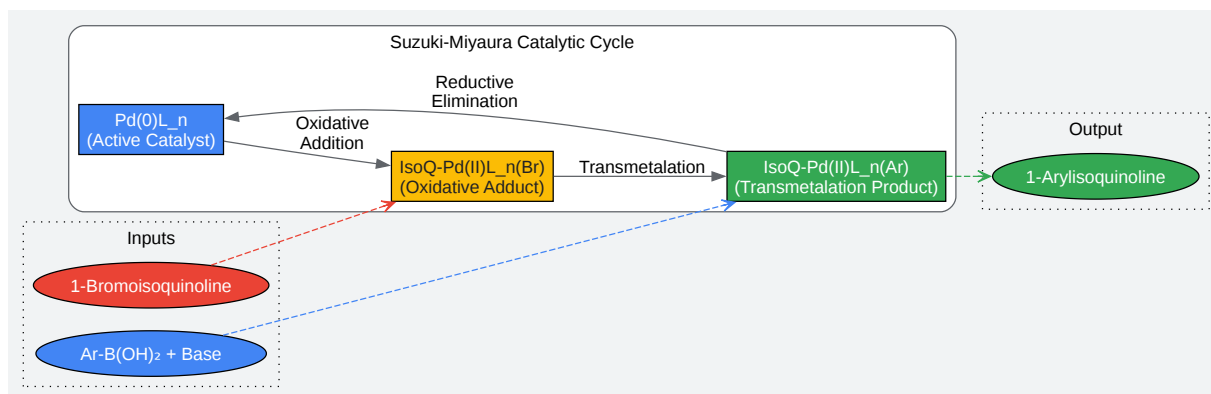 Suzuki-Miyaura Catalytic Cycle
Reductive
Elimination
Pd(0)L_n
(Active Catalyst)
Oxidative
Addition
IsoQ-Pd(II)L_n(Br)
(Oxidative Adduct)
Transmetalation
IsoQ-Pd(II)L_n(Ar)
(Transmetalation Product)
Output
1-Arylisoquinoline
Inputs
1-Bromoisoquinoline
Ar-B(OH)₂ + Base